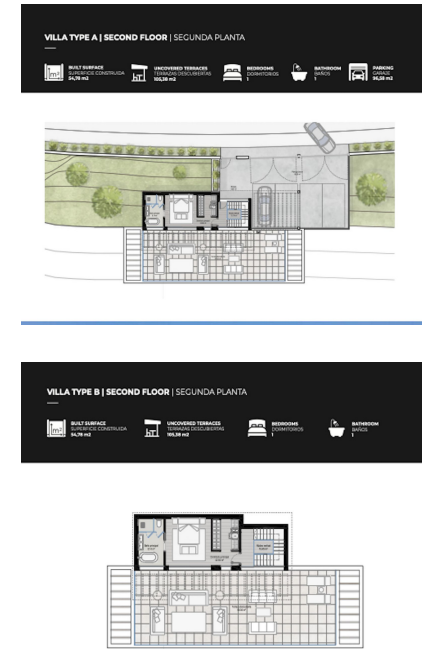 VILLA TYPE A | SECOND FLOOR | SEGUNDA PLANTA
BUILT SURFACE
SUPERFICIE CONSTRUIDA
54,78 m2
UNCOVERED TERRACES
TERRAZAS DESCUBIERTAS
105,38 m2
BEDROOMS
DORMITORIOS
1
BATHROOM
BAÑOS
1
PARKING
GARAGE
96,58 m2
VILLA TYPE B | SECOND FLOOR | SEGUNDA PLANTA
BUILT SURFACE
SUPERFICIE CONSTRUIDA
54,78 m2
UNCOVERED TERRACES
TERRAZAS DESCUBIERTAS
105,38 m2
BEDROOMS
DORMITORIOS
1
BATHROOM
BAÑOS
1